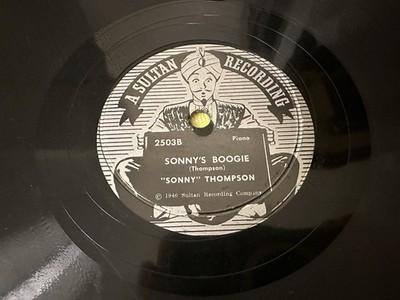 A SULTAN RECORDING
2503B Piano
SONNY'S BOOGIE
(Thompson)
"SONNY" THOMPSON
© 1946 Sultan Recording Company